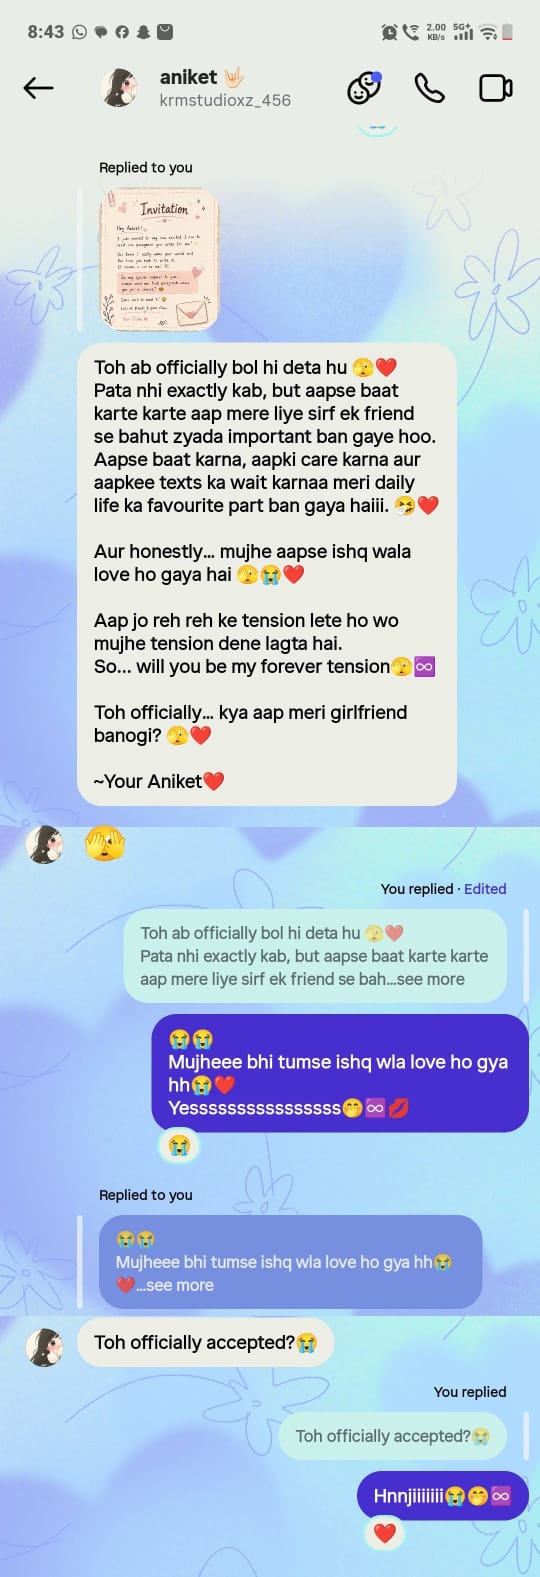 8:43
2.00
KB/s
5G+
aniket 🤟🏻
krmstudioxz_456
Replied to you
Invitation
Hey Aniket!
Toh ab officially bol hi deta hu 🫣❤️
Pata nhi exactly kab, but aapse baat
karte karte aap mere liye sirf ek friend
se bahut zyada important ban gaye hoo.
Aapse baat karna, aapki care karna aur
aapkee texts ka wait karnaa meri daily
life ka favourite part ban gaya haiii. 🤧❤️
Aur honestly... mujhe aapse ishq wala
love ho gaya hai 🫣😭❤️
Aap jo reh reh ke tension lete ho wo
mujhe tension dene lagta hai.
So... will you be my forever tension🫣♾️
Toh officially... kya aap meri girlfriend
banogi? 🫣❤️
~Your Aniket❤️
🫣
You replied · Edited
Toh ab officially bol hi deta hu 🫣❤️
Pata nhi exactly kab, but aapse baat karte karte
aap mere liye sirf ek friend se bah...see more
😭😭
Mujheee bhi tumse ishq wla love ho gya
hh😭❤️
Yesssssssssssssssss🤭♾️💋
😭
Replied to you
😭😭
Mujheee bhi tumse ishq wla love ho gya hh😭
❤️...see more
Toh officially accepted?😭
You replied
Toh officially accepted?😭
Hnnjiiiiiii😭🤭♾️
❤️